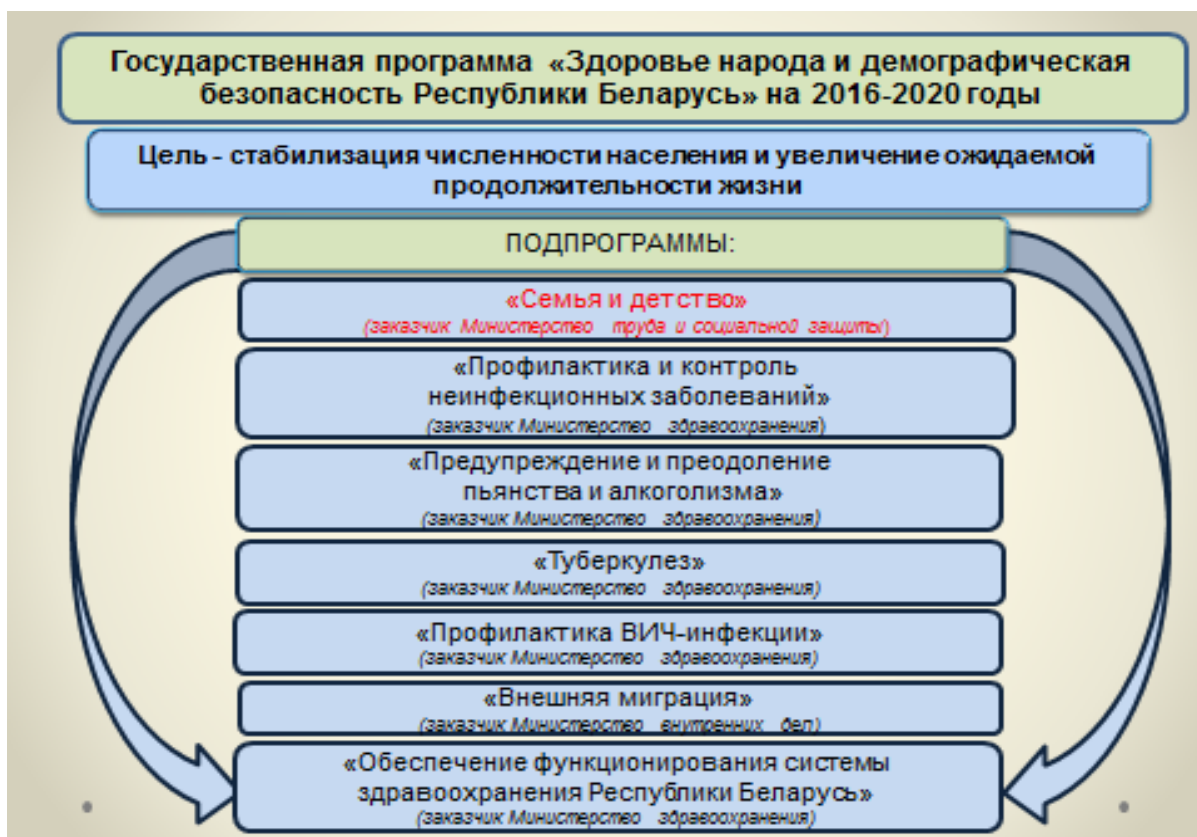 Государственная программа «Здоровье народа и демографическая
безопасность Республики Беларусь» на 2016-2020 годы
Цель - стабилизация численности населения и увеличение ожидаемой
продолжительности жизни
ПОДПРОГРАММЫ:
«Семья и детство»
(заказчик Министерство труда и социальной защиты)
«Профилактика и контроль
неинфекционных заболеваний»
(заказчик Министерство здравоохранения)
«Предупреждение и преодоление
пьянства и алкоголизма»
(заказчик Министерство здравоохранения)
«Туберкулез»
(заказчик Министерство здравоохранения)
«Профилактика ВИЧ-инфекции»
(заказчик Министерство здравоохранения)
«Внешняя миграция»
(заказчик Министерство внутренних дел)
«Обеспечение функционирования системы
здравоохранения Республики Беларусь»
(заказчик Министерство здравоохранения)